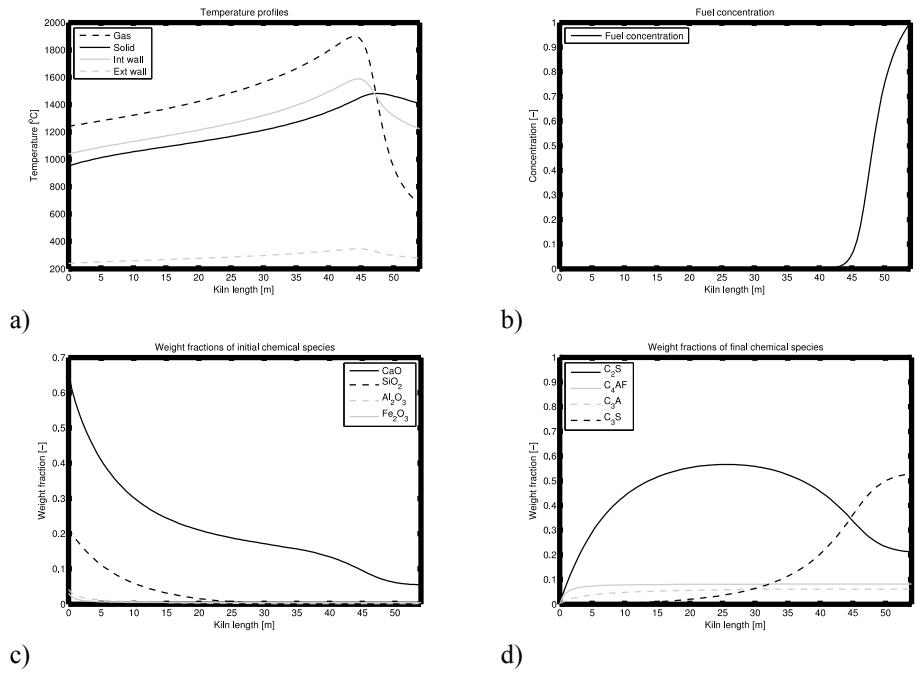 Temperature profiles
2000
1800
1600
1400
1200
1000
800
600
400
200
Temperature [⁰C]
Gas
Solid
Int wall
Ext wall
0 5 10 15 20 25 30 35 40 45 50
Kiln length [m]
a)
Fuel concentration
1
0.9
0.8
0.7
0.6
0.5
0.4
0.3
0.2
0.1
0
Concentration [–]
Fuel concentration
0 5 10 15 20 25 30 35 40 45 50
Kiln length [m]
b)
Weight fractions of initial chemical species
0.7
0.6
0.5
0.4
0.3
0.2
0.1
0
Weight fraction [–]
CaO
SiO₂
Al₂O₃
Fe₂O₃
0 5 10 15 20 25 30 35 40 45 50
Kiln length [m]
c)
Weight fractions of final chemical species
1
0.9
0.8
0.7
0.6
0.5
0.4
0.3
0.2
0.1
0
Weight fraction [–]
C₂S
C₄AF
C₃A
C₃S
0 5 10 15 20 25 30 35 40 45 50
Kiln length [m]
d)